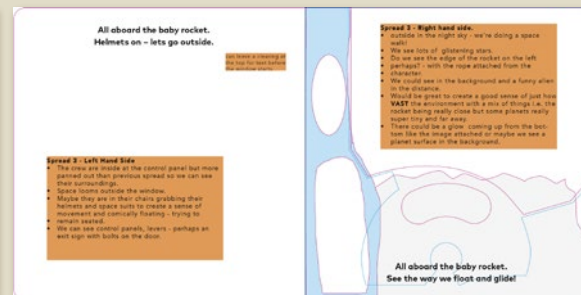 All aboard the baby rocket.
Helmets on – lets go outside.
can leave a clearing at
the top for text before
the window starts
Spread 3 - Left Hand Side
• The crew are inside at the control panel but more
panned out than previous spread so we can see
their surroundings.
• Space looms outside the window.
• Maybe they are in their chairs grabbing their
helmets and space suits to create a sense of
movement and comically floating - trying to
• remain seated.
• We can see control panels, levers - perhaps an
exit sign with bolts on the door.
Spread 3 - Right hand side.
• outside in the night sky - we're doing a space
walk!
• We see lots of glistening stars.
• Do we see the edge of the rocket on the left
perhaps? - with the rope attached from the
• character.
• We could seen in the background and a funny alien
in the distance.
• Would be great to create a good sense of just how
VAST the environment with a mix of things i.e. the
rocket being really close but some planets really
super tiny and far away.
• There could be a glow coming up from the bot-
tom like the image attached or maybe we see a
planet surface in the background.
All aboard the baby rocket.
See the way we float and glide!